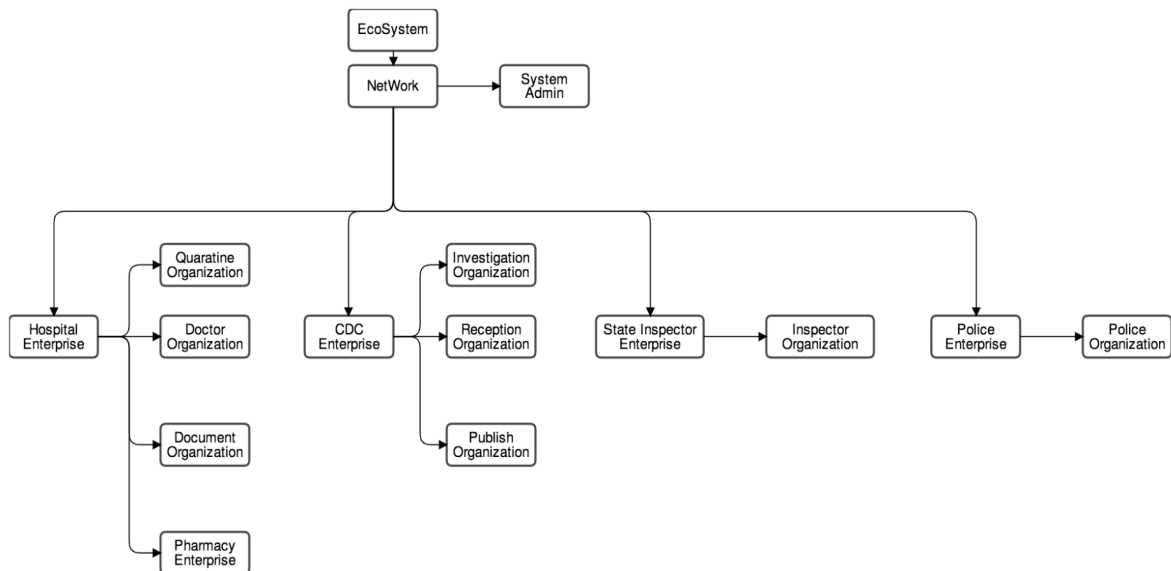 EcoSystem
NetWork
System
Admin
Quaratine
Organization
Investigation
Organization
Hospital
Enterprise
Doctor
Organization
CDC
Enterprise
Reception
Organization
State Inspector
Enterprise
Inspector
Organization
Police
Enterprise
Police
Organization
Document
Organization
Publish
Organization
Pharmacy
Enterprise